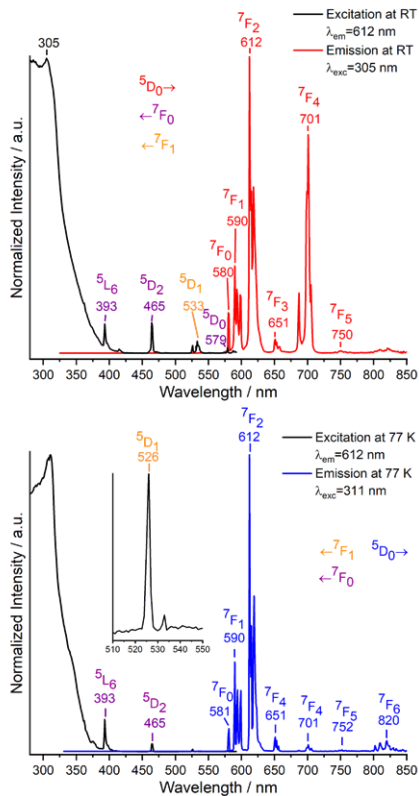 305
⁷F₂
612
Excitation at RT
λem=612 nm
Emission at RT
λexc=305 nm
⁵D₀→
←⁷F₀
←⁷F₁
⁷F₄
701
⁷F₁
590
⁷F₀
580
⁵L₆
393
⁵D₂
465
⁵D₁
533
⁵D₀
579
⁷F₃
651
⁷F₅
750
Normalized Intensity / a.u.
300 350 400 450 500 550 600 650 700 750 800 850
Wavelength / nm
⁷F₂
612
Excitation at 77 K
λem=612 nm
Emission at 77 K
λexc=311 nm
⁵D₁
526
←⁷F₁ ⁵D₀→
←⁷F₀
510 520 530 540 550
⁷F₁
590
⁷F₀
581
⁵L₆
393
⁵D₂
465
⁷F₄
651
⁷F₄
701
⁷F₅
752
⁷F₆
820
Normalized Intensity / a.u.
300 350 400 450 500 550 600 650 700 750 800 850
Wavelength / nm